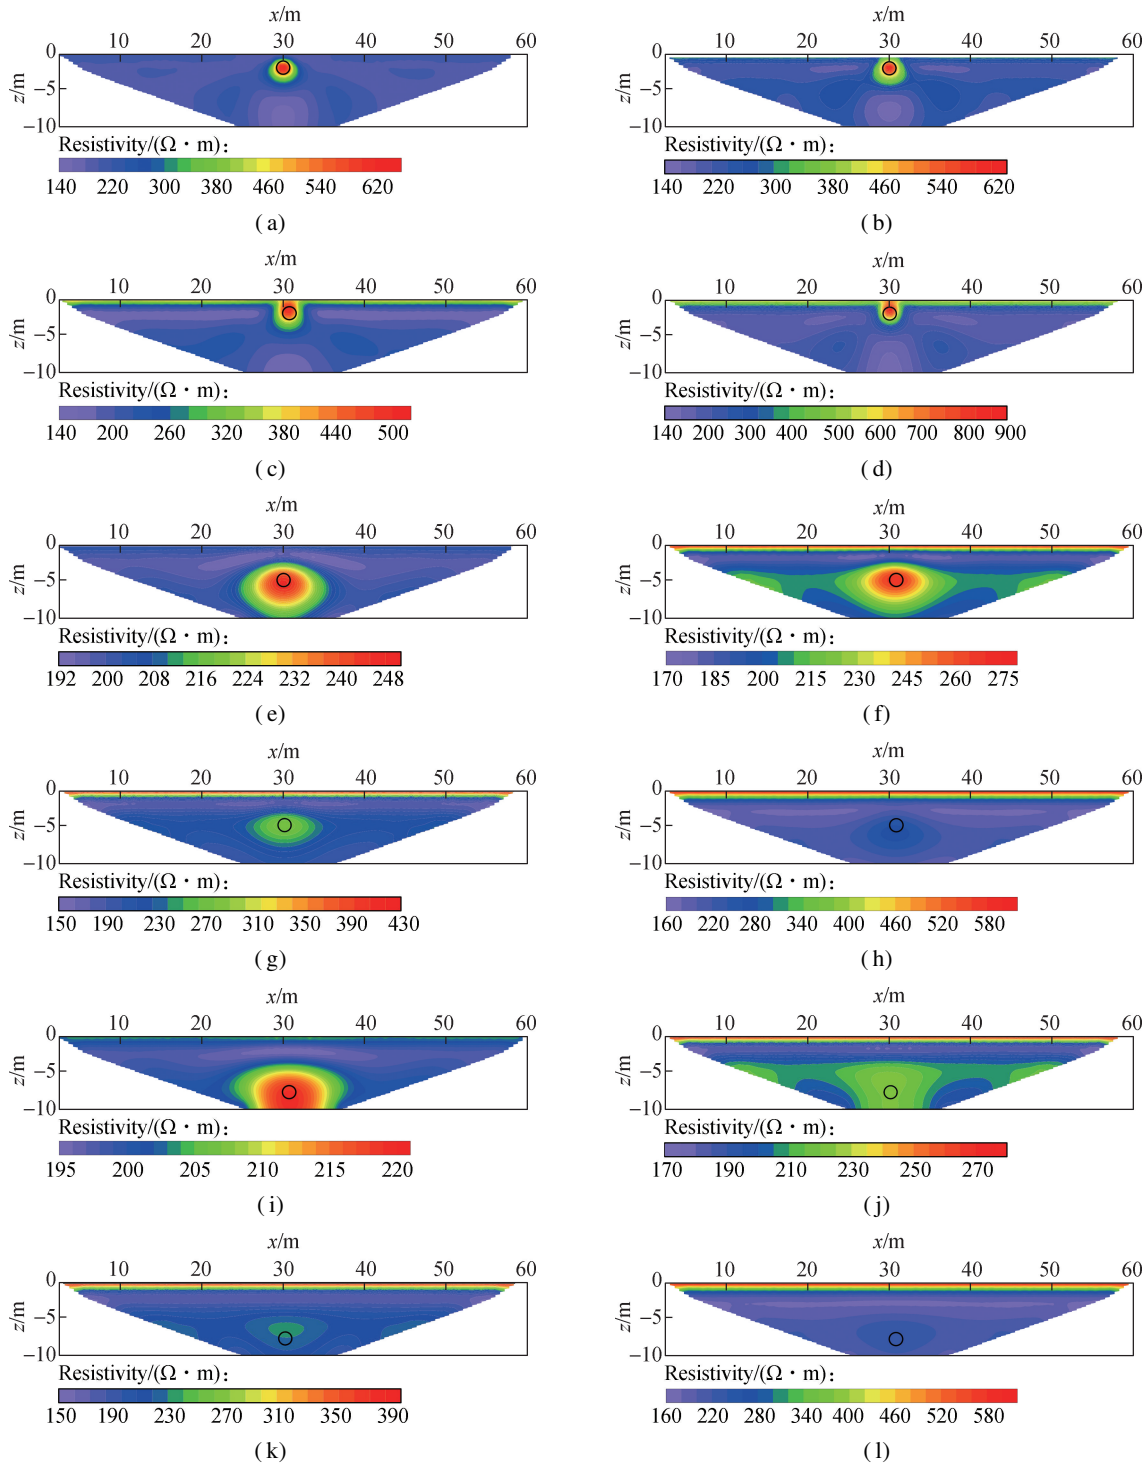 x/m
10 20 30 40 50 60
0
−5
−10
z/m
Resistivity/(Ω · m):
140 220 300 380 460 540 620
(a)
x/m
10 20 30 40 50 60
0
−5
−10
z/m
Resistivity/(Ω · m):
140 220 300 380 460 540 620
(b)
x/m
10 20 30 40 50 60
0
−5
−10
z/m
Resistivity/(Ω · m):
140 200 260 320 380 440 500
(c)
x/m
10 20 30 40 50 60
0
−5
−10
z/m
Resistivity/(Ω · m):
140 200 300 400 500 600 700 800 900
(d)
x/m
10 20 30 40 50 60
0
−5
−10
z/m
Resistivity/(Ω · m):
192 200 208 216 224 232 240 248
(e)
x/m
10 20 30 40 50 60
0
−5
−10
z/m
Resistivity/(Ω · m):
170 185 200 215 230 245 260 275
(f)
x/m
10 20 30 40 50 60
0
−5
−10
z/m
Resistivity/(Ω · m):
150 190 230 270 310 350 390 430
(g)
x/m
10 20 30 40 50 60
0
−5
−10
z/m
Resistivity/(Ω · m):
160 220 280 340 400 460 520 580
(h)
x/m
10 20 30 40 50 60
0
−5
−10
z/m
Resistivity/(Ω · m):
195 200 205 210 215 220
(i)
x/m
10 20 30 40 50 60
0
−5
−10
z/m
Resistivity/(Ω · m):
170 190 210 230 250 270
(j)
x/m
10 20 30 40 50 60
0
−5
−10
z/m
Resistivity/(Ω · m):
150 190 230 270 310 350 390
(k)
x/m
10 20 30 40 50 60
0
−5
−10
z/m
Resistivity/(Ω · m):
160 220 280 340 400 460 520 580
(l)